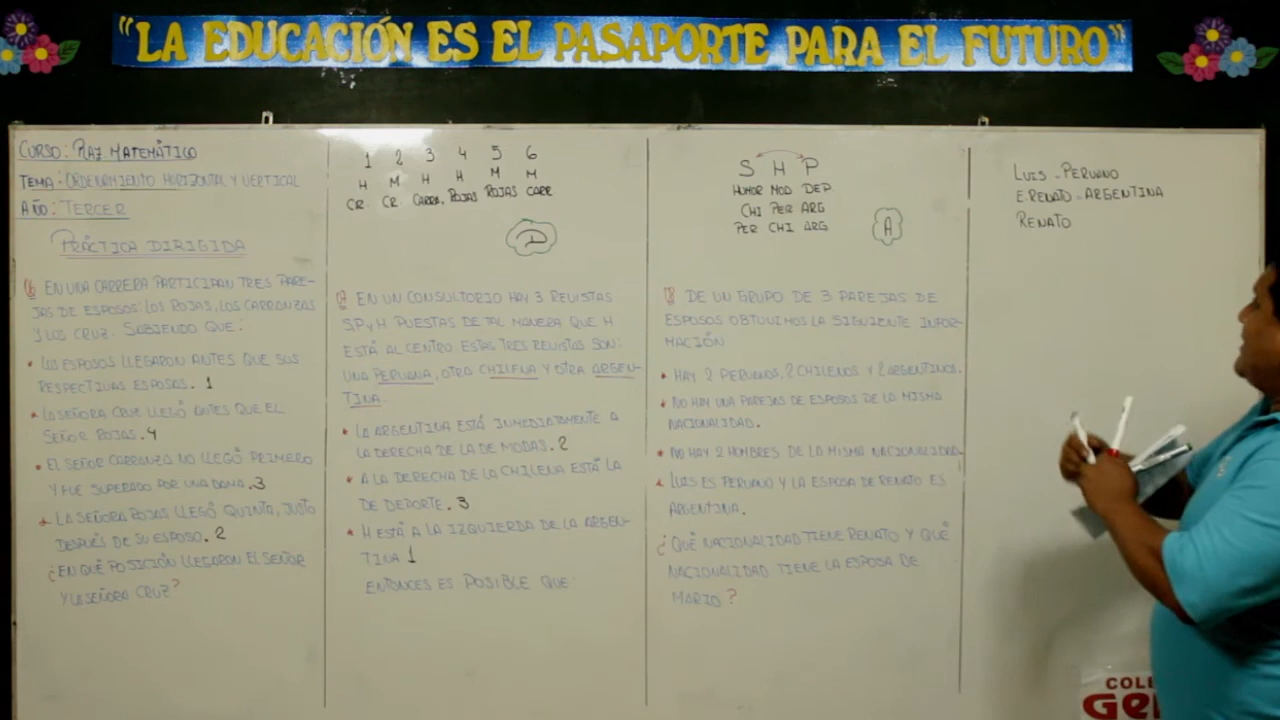 "LA EDUCACIÓN ES EL PASAPORTE PARA EL FUTURO"
CURSO: RAZ MATEMÁTICO
TEMA: ORDENAMIENTO HORIZONTAL Y VERTICAL
AÑO: TERCER
PRÁCTICA DIRIGIDA
06 EN UNA CARRERA PARTICIPAN TRES PARE-
JAS DE ESPOSOS: LOS ROJAS, LOS CARRANZAS
Y LOS CRUZ. SABIENDO QUE:
* LOS ESPOSOS LLEGARON ANTES QUE SUS
RESPECTIVAS ESPOSAS. 1
* LA SEÑORA CRUZ LLEGÓ ANTES QUE EL
SEÑOR ROJAS. 4
* EL SEÑOR CARRANZA NO LLEGÓ PRIMERO
Y FUE SUPERADO POR UNA DAMA. 3
* LA SEÑORA ROJAS LLEGÓ QUINTA, JUSTO
DESPUÉS DE SU ESPOSO. 2
¿EN QUÉ POSICIÓN LLEGARON EL SEÑOR
Y LA SEÑORA CRUZ?
1 2 3 4 5 6
H M H H M M
CR CR CARRA. ROJAS ROJAS CARR
D
07 EN UN CONSULTORIO HAY 3 REVISTAS
S,P Y H PUESTAS DE TAL MANERA QUE H
ESTÁ AL CENTRO. ESTAS TRES REVISTAS SON:
UNA PERUANA, OTRA CHILENA Y OTRA ARGEN-
TINA.
* LA ARGENTINA ESTÁ INMEDIATAMENTE A
LA DERECHA DE LA DE MODAS. 2
* A LA DERECHA DE LA CHILENA ESTÁ LA
DE DEPORTE. 3
* H ESTÁ A LA IZQUIERDA DE LA ARGEN-
TINA 1
ENTONCES ES POSIBLE QUE
S H P
HUMOR MOD DEP
CHI PER ARG
PER CHI ARG
A
08 DE UN GRUPO DE 3 PAREJAS DE
ESPOSOS OBTUVIMOS LA SIGUIENTE INFOR-
MACIÓN
* HAY 2 PERUANOS, 2 CHILENOS Y 2 ARGENTINOS.
* NO HAY UNA PAREJAS DE ESPOSOS DE LA MISMA
NACIONALIDAD.
* NO HAY 2 HOMBRES DE LA MISMA NACIONALIDAD.
* LUIS ES PERUANO Y LA ESPOSA DE RENATO ES
ARGENTINA.
¿QUÉ NACIONALIDAD TIENE RENATO Y QUÉ
NACIONALIDAD TIENE LA ESPOSA DE
MARIO?
LUIS - PERUANO
E.RENATO - ARGENTINA
RENATO
COLE